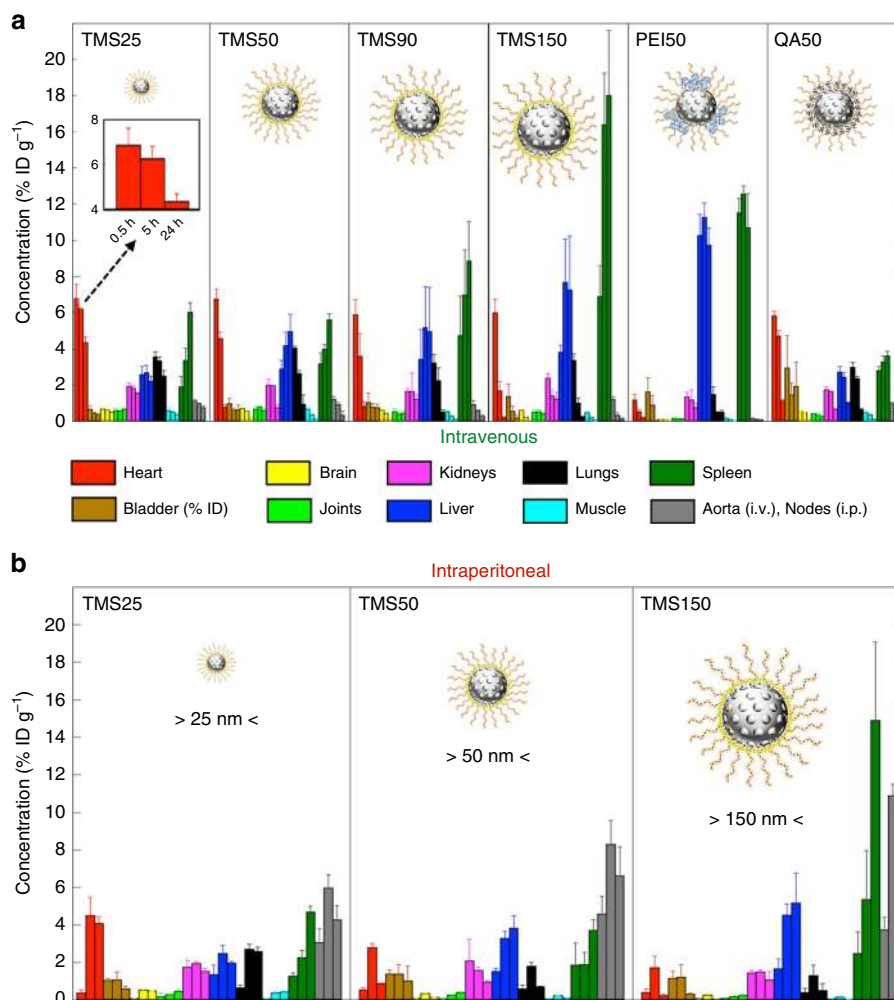 a
TMS25 TMS50 TMS90 TMS150 PEI50 QA50
Concentration (% ID g⁻¹)
20
18
16
14
12
10
8
6
4
2
0
8
6
4
0.5 h 5 h 24 h
Intravenous
Heart Brain Kidneys Lungs Spleen
Bladder (% ID) Joints Liver Muscle Aorta (i.v.), Nodes (i.p.)
b
Intraperitoneal
TMS25 TMS50 TMS150
Concentration (% ID g⁻¹)
20
18
16
14
12
10
8
6
4
2
0
> 25 nm <
> 50 nm <
> 150 nm <